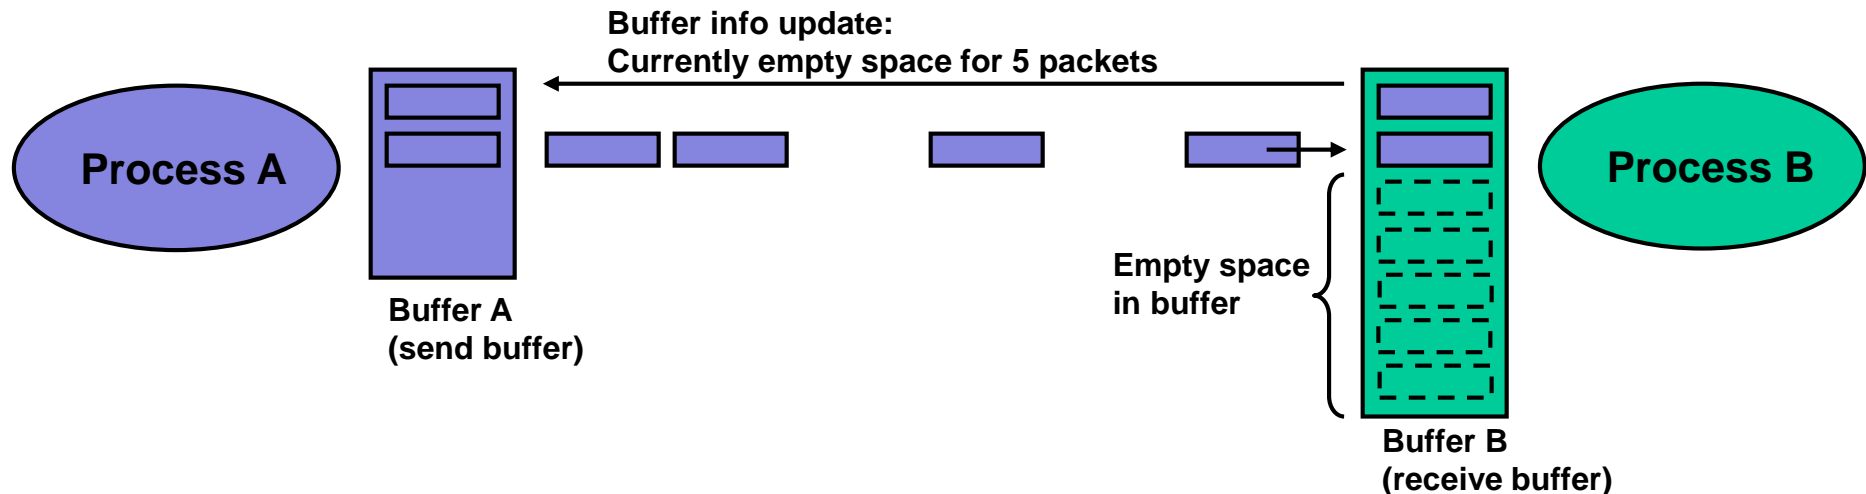 Buffer info update:
Currently empty space for 5 packets
Process A
Process B
Empty space
in buffer
Buffer A
(send buffer)
Buffer B
(receive buffer)